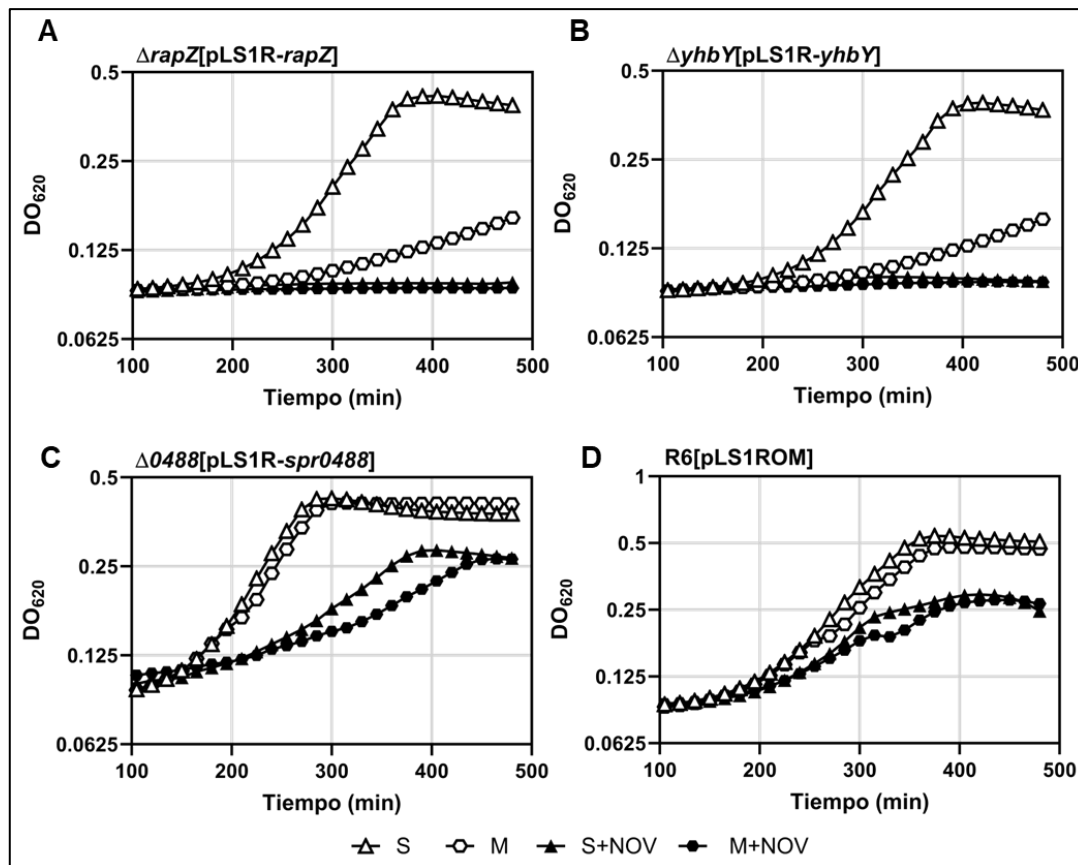 A
ΔrapZ[pLS1R-rapZ]
0.5
0.25
0.125
0.0625
DO620
100 200 300 400 500
Tiempo (min)
B
ΔyhbY[pLS1R-yhbY]
0.5
0.25
0.125
0.0625
DO620
100 200 300 400 500
Tiempo (min)
C
Δ0488[pLS1R-spr0488]
0.5
0.25
0.125
0.0625
DO620
100 200 300 400 500
Tiempo (min)
D
R6[pLS1ROM]
1
0.5
0.25
0.125
0.0625
DO620
100 200 300 400 500
Tiempo (min)
S M S+NOV M+NOV